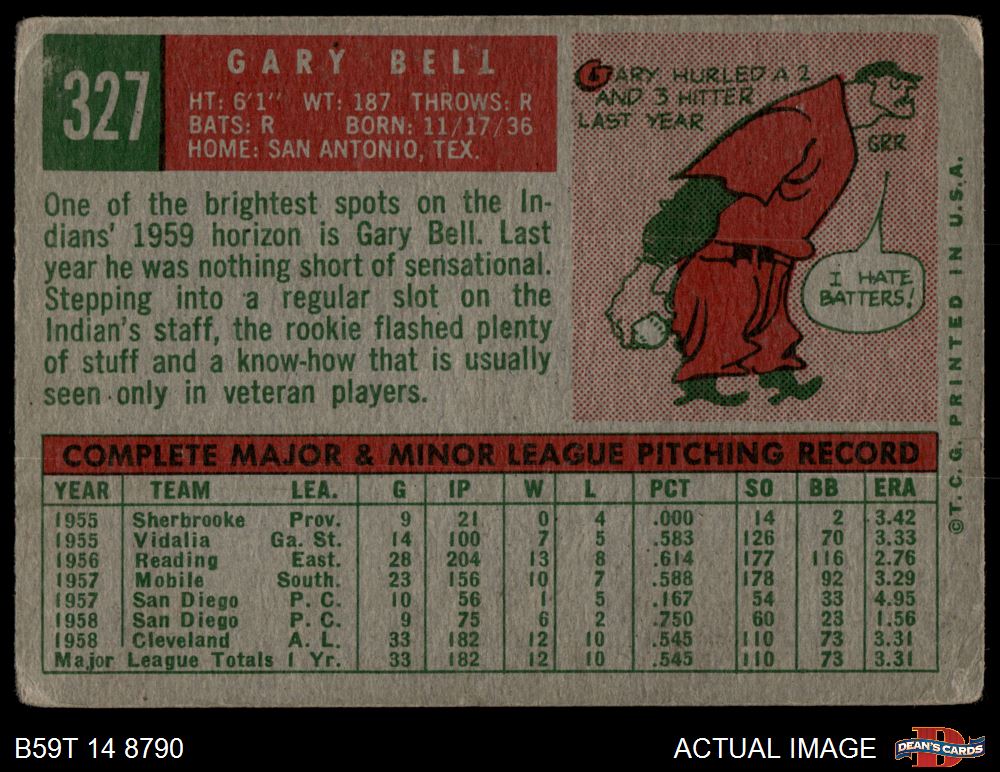 327
GARY BELL
HT: 6'1" WT: 187 THROWS: R
BATS: R BORN: 11/17/36
HOME: SAN ANTONIO, TEX.
GARY HURLED A 2
AND 3 HITTER
LAST YEAR
GRR
I HATE
BATTERS!
One of the brightest spots on the In-
dians' 1959 horizon is Gary Bell. Last
year he was nothing short of sensational.
Stepping into a regular slot on the
Indian's staff, the rookie flashed plenty
of stuff and a know-how that is usually
seen only in veteran players.
COMPLETE MAJOR & MINOR LEAGUE PITCHING RECORD
YEAR TEAM LEA. G IP W L PCT SO BB ERA
1955 Sherbrooke Prov. 9 21 0 4 .000 14 2 3.42
1955 Vidalia Ga. St. 14 100 7 5 .583 126 70 3.33
1956 Reading East. 28 204 13 8 .614 177 116 2.76
1957 Mobile South. 23 156 10 7 .588 178 92 3.29
1957 San Diego P. C. 10 56 1 5 .167 54 33 4.95
1958 San Diego P. C. 9 75 6 2 .750 60 23 1.56
1958 Cleveland A. L. 33 182 12 10 .545 110 73 3.31
Major League Totals 1 Yr. 33 182 12 10 .545 110 73 3.31
©T.C.G. PRINTED IN U.S.A.
B59T 14 8790
ACTUAL IMAGE
D
DEAN'S CARDS